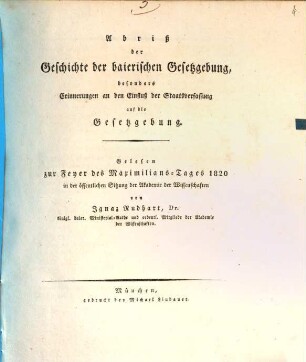 Abriß
der
Geschichte der baierischen Gesetzgebung,
besonders
Erinnerungen an den Einfluß der Staatsverfassung
auf die
Gesetzgebung.
Gelesen
zur Feyer des Maximilians-Tages 1820
in der öffentlichen Sitzung der Akademie der Wissenschaften
von
Ignaz Rudhart, Dr.
königl. baier. Ministerial-Rathe und ordentl. Mitgliede der Akademie
der Wissenschaften.
München,
gedruckt bey Michael Lindauer.